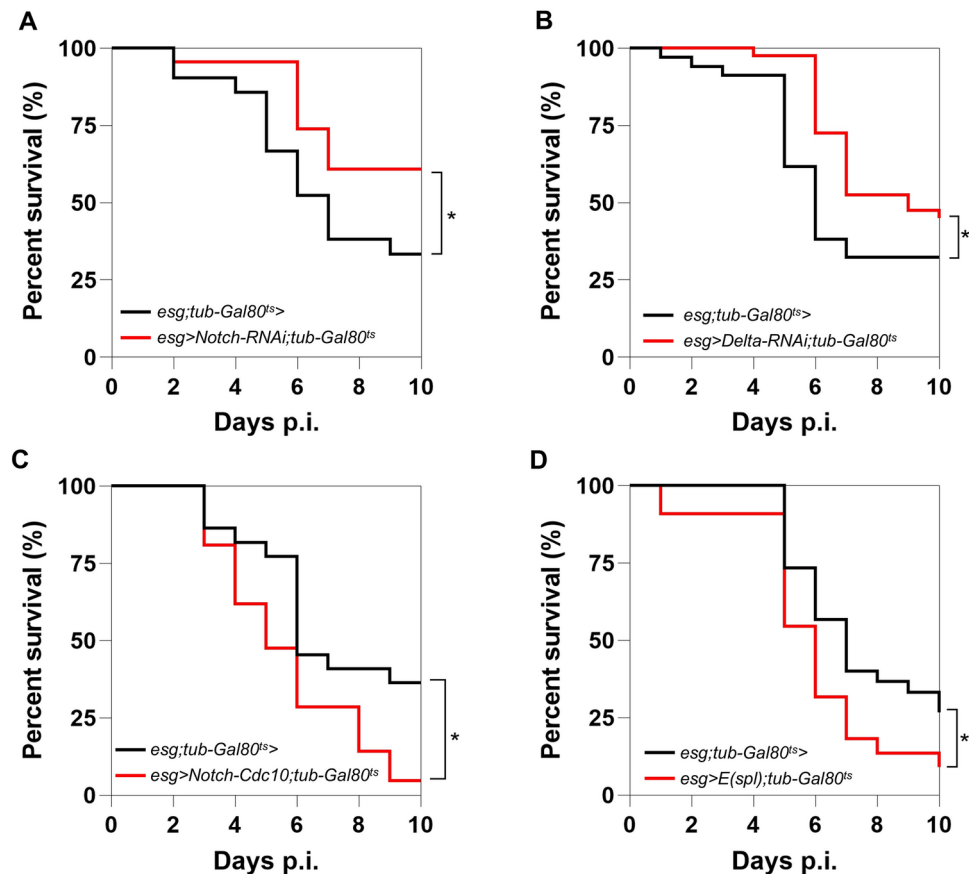 A
Percent survival (%)
100
75
50
25
0
esg;tub-Gal80ts>
esg>Notch-RNAi;tub-Gal80ts
*
0 2 4 6 8 10
Days p.i.
B
Percent survival (%)
100
75
50
25
0
esg;tub-Gal80ts>
esg>Delta-RNAi;tub-Gal80ts
*
0 2 4 6 8 10
Days p.i.
C
Percent survival (%)
100
75
50
25
0
esg;tub-Gal80ts>
esg>Notch-Cdc10;tub-Gal80ts
*
0 2 4 6 8 10
Days p.i.
D
Percent survival (%)
100
75
50
25
0
esg;tub-Gal80ts>
esg>E(spl);tub-Gal80ts
*
0 2 4 6 8 10
Days p.i.